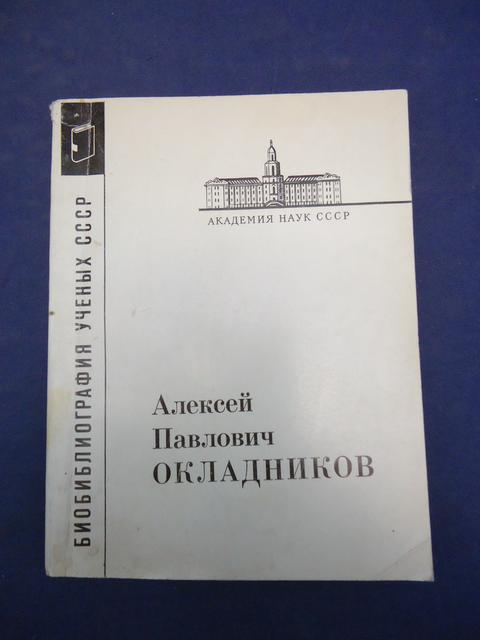 АКАДЕМИЯ НАУК СССР
БИОБИБЛИОГРАФИЯ УЧЕНЫХ СССР
Алексей
Павлович
ОКЛАДНИКОВ